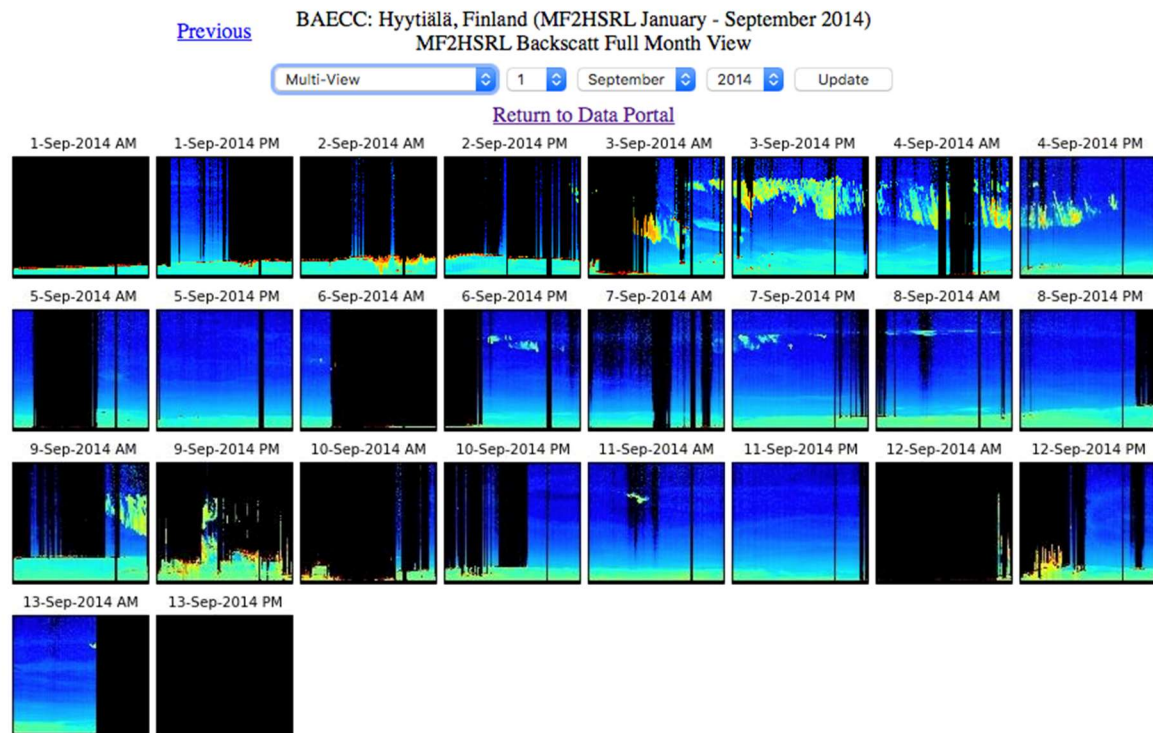 Previous
BAECC: Hyytiälä, Finland (MF2HSRL January - September 2014)
MF2HSRL Backscatt Full Month View
Multi-View 1 September 2014 Update
Return to Data Portal
1-Sep-2014 AM 1-Sep-2014 PM 2-Sep-2014 AM 2-Sep-2014 PM 3-Sep-2014 AM 3-Sep-2014 PM 4-Sep-2014 AM 4-Sep-2014 PM
5-Sep-2014 AM 5-Sep-2014 PM 6-Sep-2014 AM 6-Sep-2014 PM 7-Sep-2014 AM 7-Sep-2014 PM 8-Sep-2014 AM 8-Sep-2014 PM
9-Sep-2014 AM 9-Sep-2014 PM 10-Sep-2014 AM 10-Sep-2014 PM 11-Sep-2014 AM 11-Sep-2014 PM 12-Sep-2014 AM 12-Sep-2014 PM
13-Sep-2014 AM 13-Sep-2014 PM